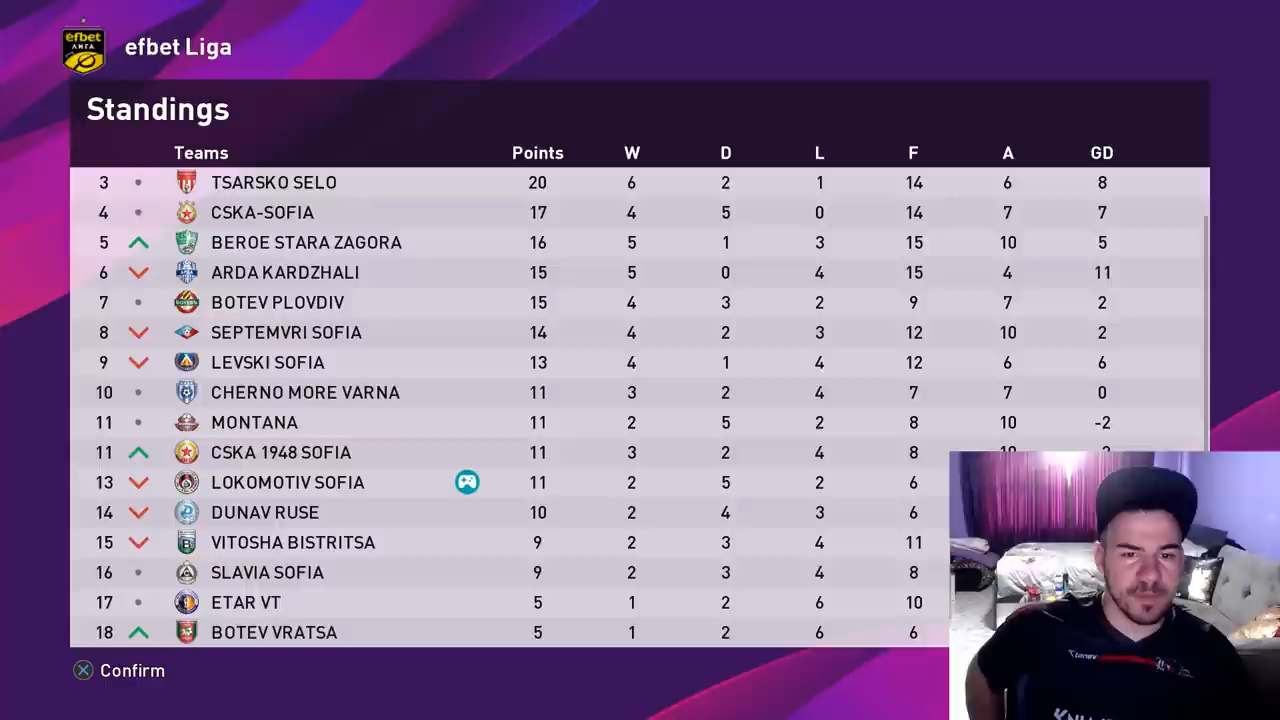 efbet
ЛИГА
efbet Liga
Standings
Teams Points W D L F A GD
3 TSARSKO SELO 20 6 2 1 14 6 8
4 CSKA-SOFIA 17 4 5 0 14 7 7
5 BEROE STARA ZAGORA 16 5 1 3 15 10 5
6 ARDA KARDZHALI 15 5 0 4 15 4 11
7 BOTEV PLOVDIV 15 4 3 2 9 7 2
8 SEPTEMVRI SOFIA 14 4 2 3 12 10 2
9 LEVSKI SOFIA 13 4 1 4 12 6 6
10 CHERNO MORE VARNA 11 3 2 4 7 7 0
11 MONTANA 11 2 5 2 8 10 -2
11 CSKA 1948 SOFIA 11 3 2 4 8
13 LOKOMOTIV SOFIA 11 2 5 2 6
14 DUNAV RUSE 10 2 4 3 6
15 VITOSHA BISTRITSA 9 2 3 4 11
16 SLAVIA SOFIA 9 2 3 4 8
17 ETAR VT 5 1 2 6 10
18 BOTEV VRATSA 5 1 2 6 6
Confirm